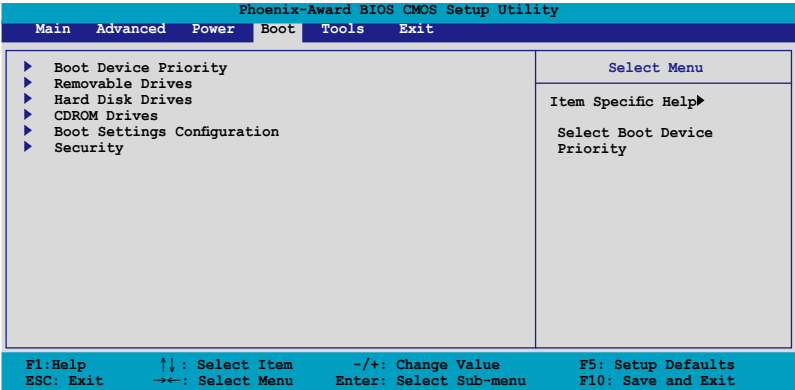 Phoenix-Award BIOS CMOS Setup Utility
Main Advanced Power Boot Tools Exit
Boot Device Priority
Removable Drives
Hard Disk Drives
CDROM Drives
Boot Settings Configuration
Security
Select Menu
Item Specific Help
Select Boot Device
Priority
F1:Help ↑↓: Select Item -/+: Change Value F5: Setup Defaults
ESC: Exit →←: Select Menu Enter: Select Sub-menu F10: Save and Exit